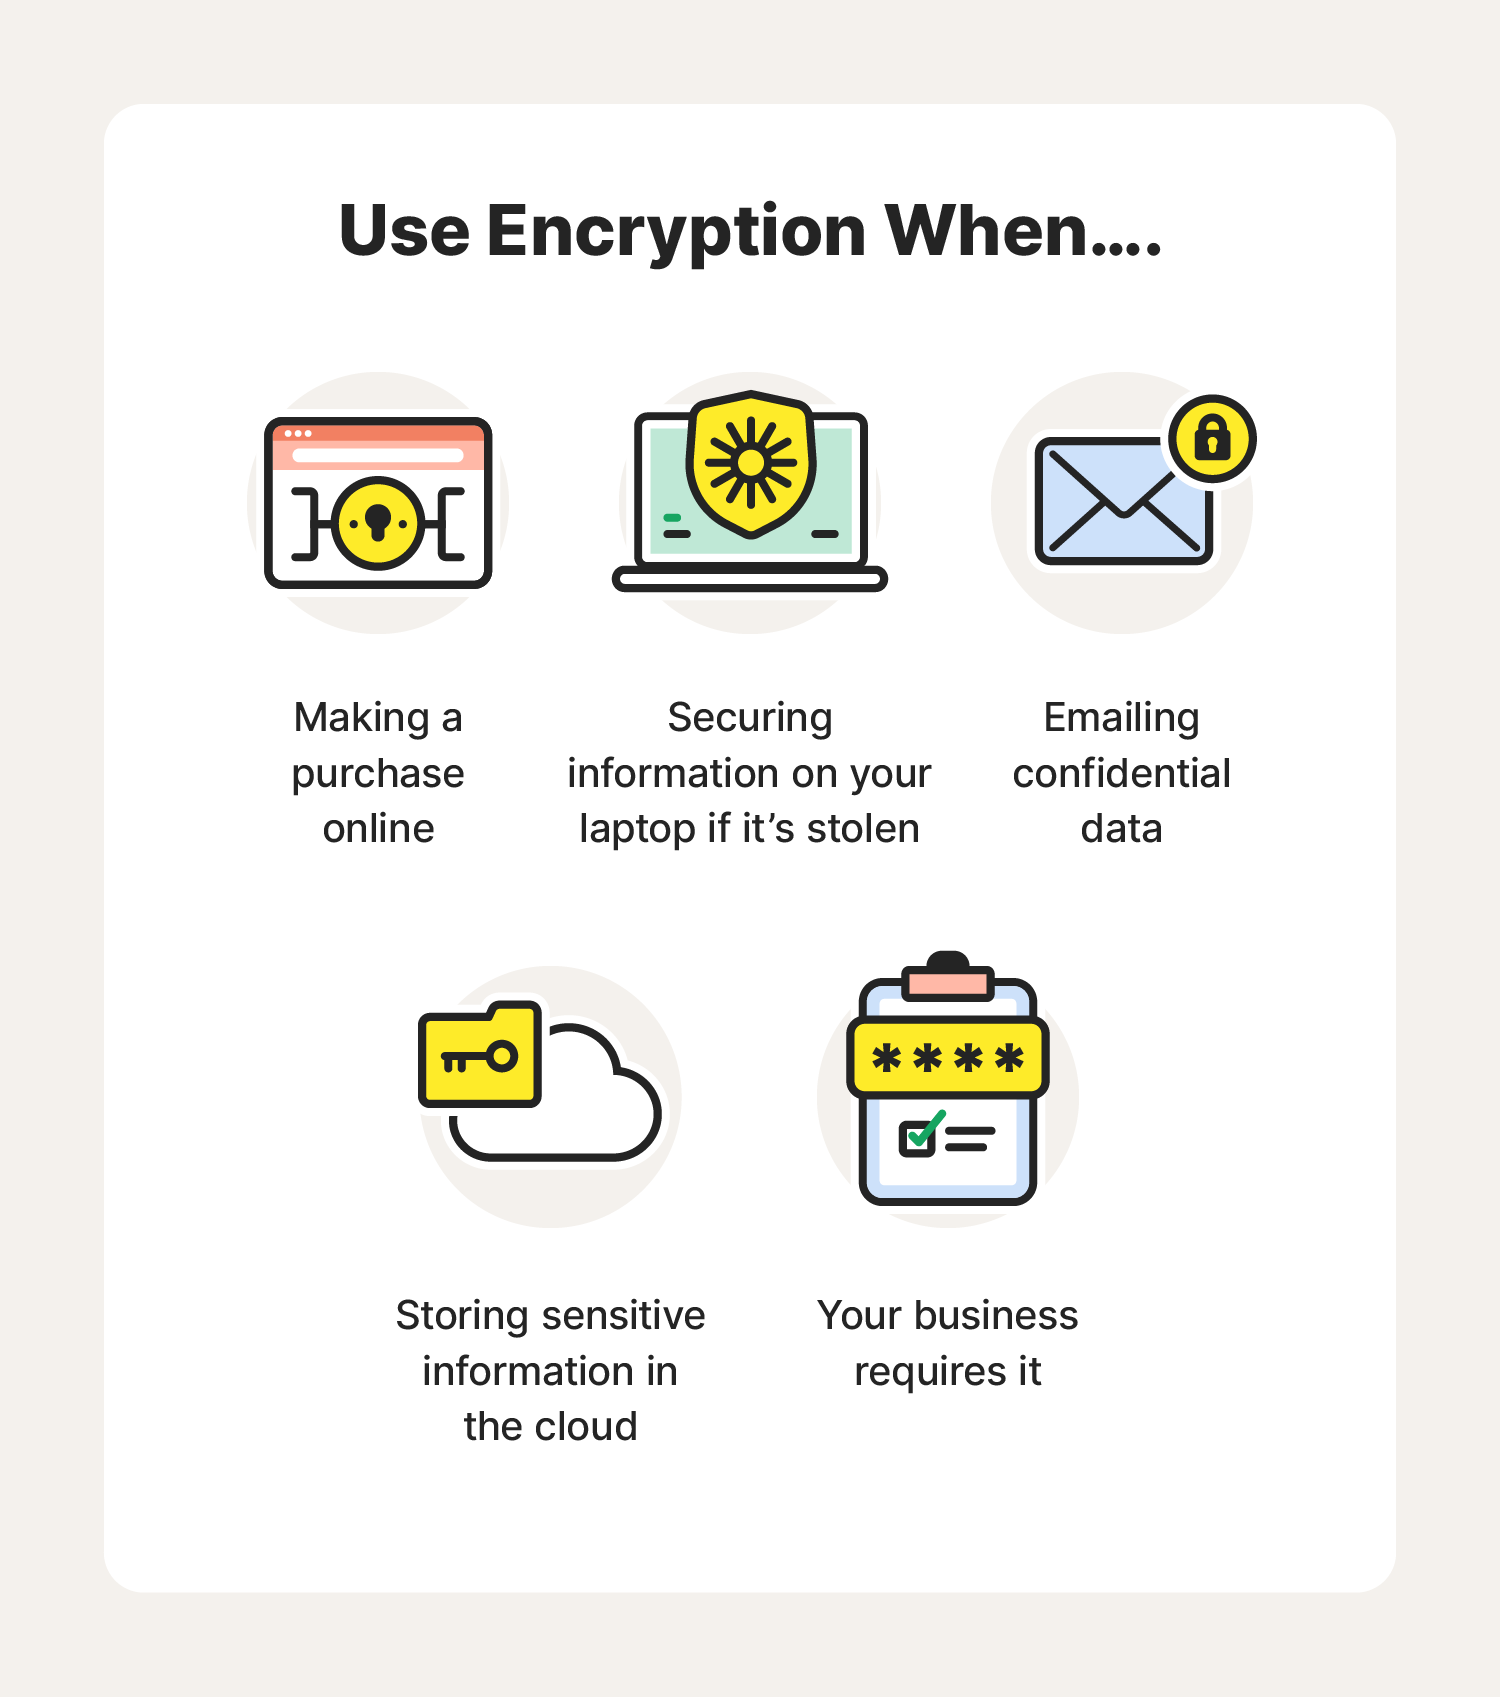 Use Encryption When....
Making a
purchase
online
Securing
information on your
laptop if it’s stolen
Emailing
confidential
data
****
Storing sensitive
information in
the cloud
Your business
requires it